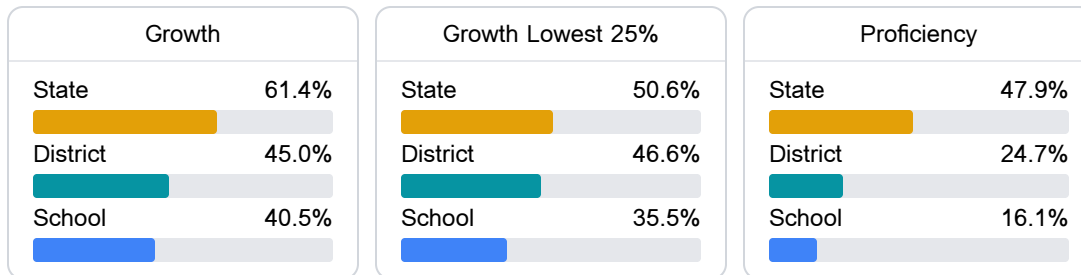 Growth
State 61.4%
District 45.0%
School 40.5%
Growth Lowest 25%
State 50.6%
District 46.6%
School 35.5%
Proficiency
State 47.9%
District 24.7%
School 16.1%